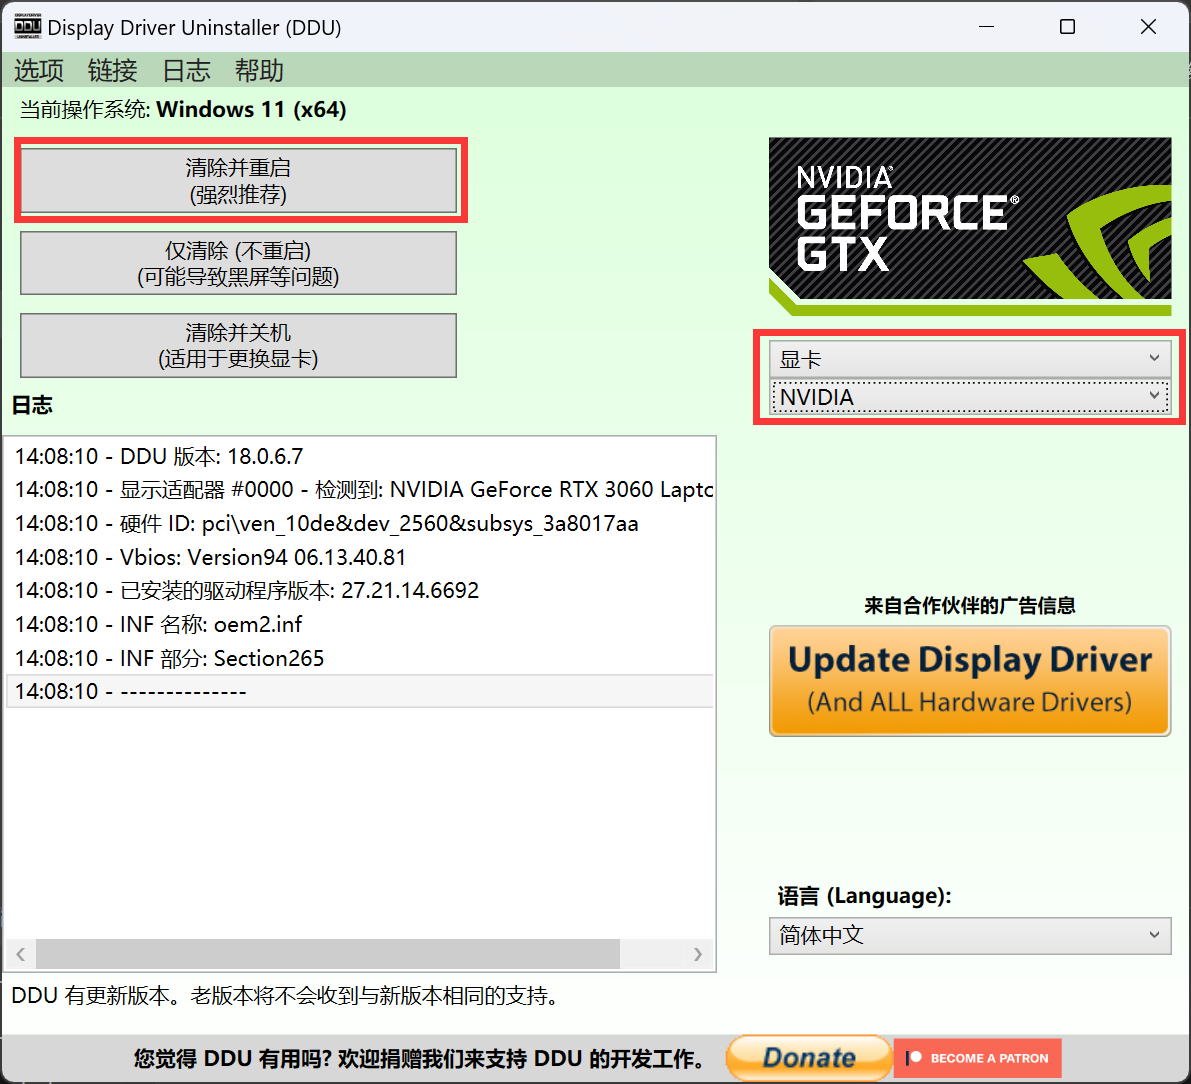 Display Driver Uninstaller (DDU)
选项 链接 日志 帮助
当前操作系统: Windows 11 (x64)
清除并重启
(强烈推荐)
仅清除 (不重启)
(可能导致黑屏等问题)
清除并关机
(适用于更换显卡)
NVIDIA
GEFORCE®
GTX
显卡
NVIDIA
日志
14:08:10 - DDU 版本: 18.0.6.7
14:08:10 - 显示适配器 #0000 - 检测到: NVIDIA GeForce RTX 3060 Lapto
14:08:10 - 硬件 ID: pci\ven_10de&dev_2560&subsys_3a8017aa
14:08:10 - Vbios: Version94 06.13.40.81
14:08:10 - 已安装的驱动程序版本: 27.21.14.6692
14:08:10 - INF 名称: oem2.inf
14:08:10 - INF 部分: Section265
14:08:10 - --------------
来自合作伙伴的广告信息
Update Display Driver
(And ALL Hardware Drivers)
语言 (Language):
简体中文
DDU 有更新版本。老版本将不会收到与新版本相同的支持。
您觉得 DDU 有用吗? 欢迎捐赠我们来支持 DDU 的开发工作。
Donate
BECOME A PATRON